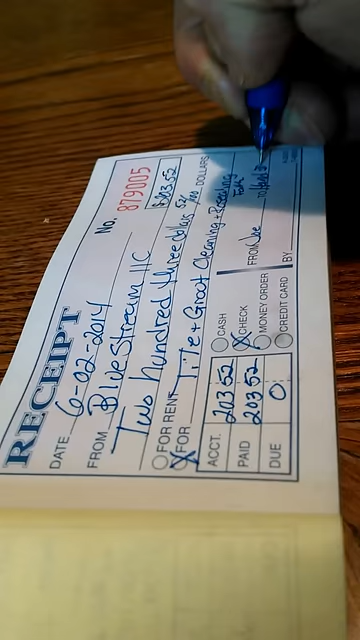 RECEIPT
DATE 6-02-2014 No. 879005
FROM BlueStream llC $203.52
Two hundred three dollars 52/100 DOLLARS
FOR RENT
FOR Tile + Grout Cleaning + Resealing
ACCT. 203 52 CASH
PAID 203 52 CHECK FROM TO
DUE 0 MONEY ORDER
CREDIT CARD BY